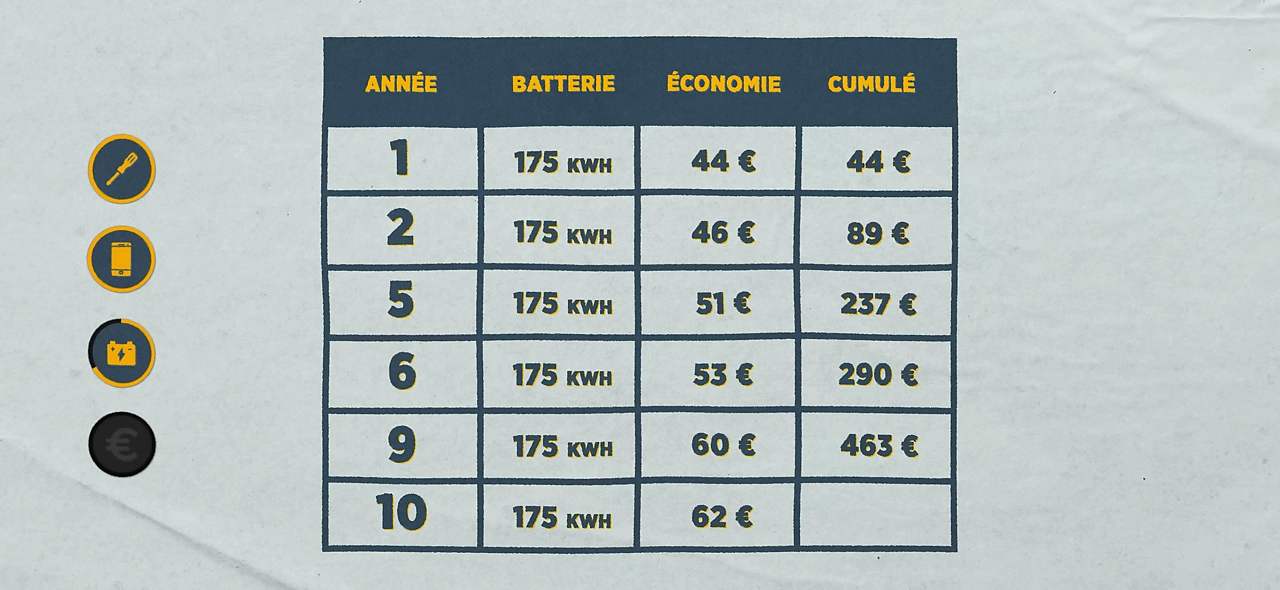 ANNÉE BATTERIE ÉCONOMIE CUMULÉ
1 175 KWH 44 € 44 €
2 175 KWH 46 € 89 €
5 175 KWH 51 € 237 €
6 175 KWH 53 € 290 €
9 175 KWH 60 € 463 €
10 175 KWH 62 €
€